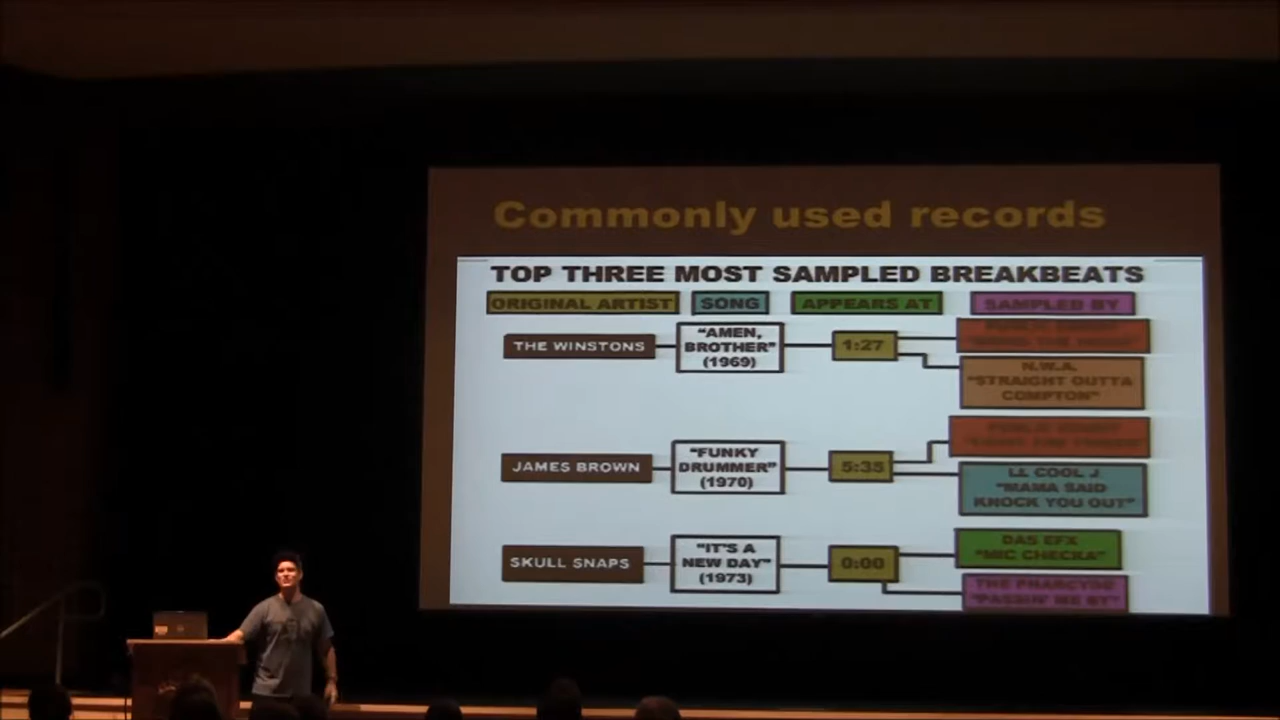 Commonly used records
TOP THREE MOST SAMPLED BREAKBEATS
ORIGINAL ARTIST SONG APPEARS AT SAMPLED BY
THE WINSTONS
"AMEN,
BROTHER"
(1969)
1:27
N.W.A.
"STRAIGHT OUTTA
COMPTON"
JAMES BROWN
"FUNKY
DRUMMER"
(1970)
5:35
PUBLIC ENEMY
LL COOL J
"MAMA SAID
KNOCK YOU OUT"
SKULL SNAPS
"IT'S A
NEW DAY"
(1973)
0:00
DAS EFX
"MIC CHECKA"
THE PHARCYDE
"PASSIN' ME BY"